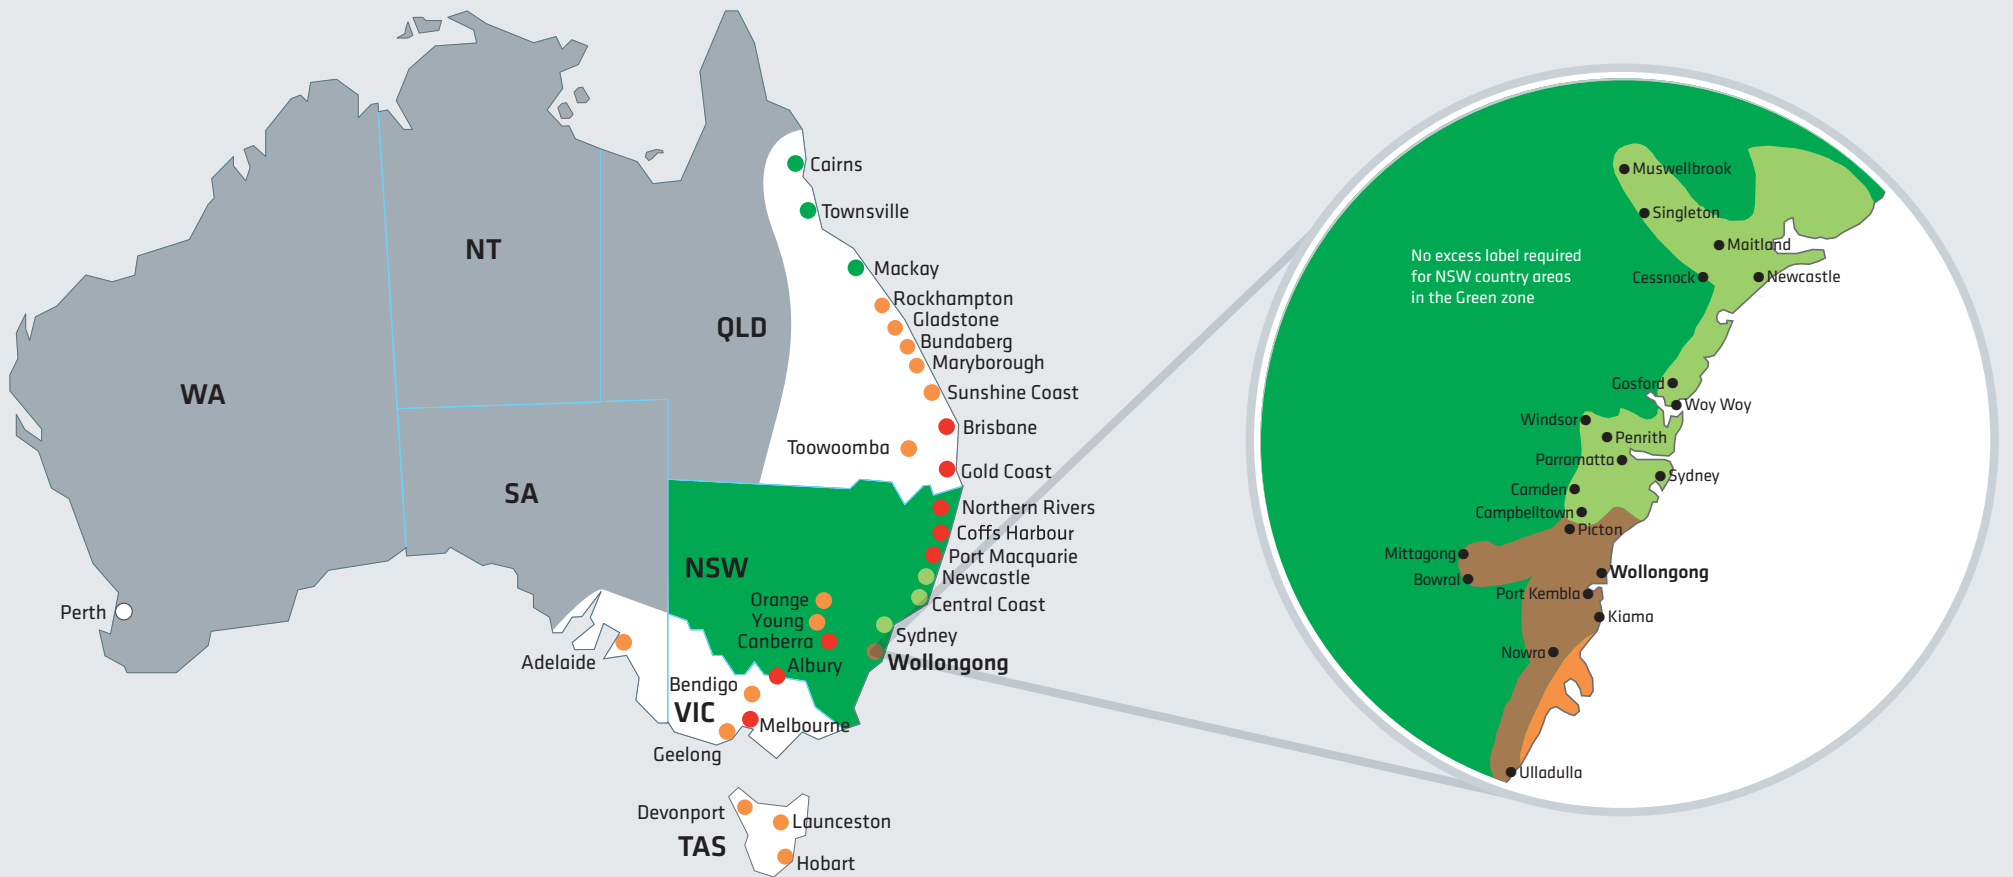 Cairns
Townsville
NT
Mackay
Rockhampton
Gladstone
QLD
Bundaberg
Maryborough
WA
Sunshine Coast
Brisbane
Toowoomba
Gold Coast
SA
Northern Rivers
Coffs Harbour
Port Macquarie
NSW
Newcastle
Orange
Central Coast
Perth
Young
Sydney
Canberra
Adelaide
Albury
Wollongong
Bendigo
VIC
Melbourne
Geelong
Devonport
Launceston
TAS
Hobart
Muswellbrook
Singleton
Maitland
No excess label required
for NSW country areas
in the Green zone
Cessnock
Newcastle
Gosford
Woy Woy
Windsor
Penrith
Parramatta
Sydney
Camden
Campbelltown
Picton
Mittagong
Wollongong
Bowral
Port Kembla
Kiama
Nowra
Ulladulla